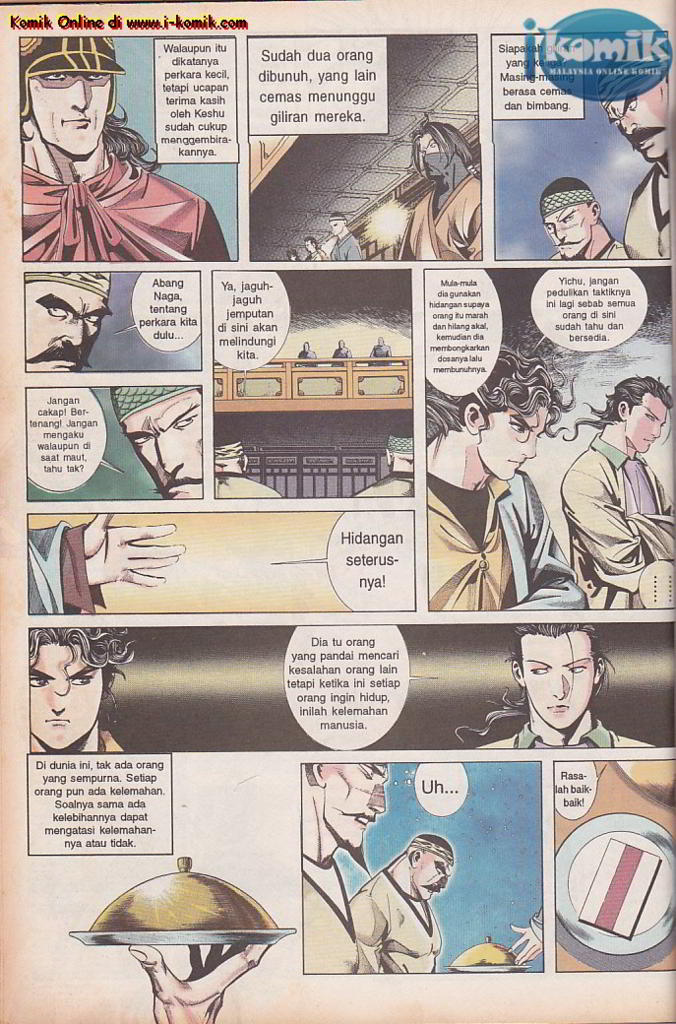 Komik Online di www.i-komik.com
ikomik
MALAYSIA ONLINE KOMIK
Walaupun itu
dikatanya
perkara kecil,
tetapi ucapan
terima kasih
oleh Keshu
sudah cukup
menggembira-
kannya.
Sudah dua orang
dibunuh, yang lain
cemas menunggu
giliran mereka.
Siapakah
yang
Masing-masing
berasa cemas
dan bimbang.
Abang
Naga,
tentang
perkara kita
dulu...
Jangan
cakap! Ber-
tenang! Jangan
mengaku
walaupun di
saat maut,
tahu tak?
Ya, jaguh-
jaguh
jemputan
di sini akan
melindungi
kita.
Mula-mula
dia gunakan
hidangan supaya
orang itu marah
dan hilang akal,
kemudian dia
membongkarkan
dosanya lalu
membunuhnya.
Yichu, jangan
pedulikan taktiknya
ini lagi sebab semua
orang di sini
sudah tahu dan
bersedia.
Hidangan
seterus-
nya!
Dia tu orang
yang pandai mencari
kesalahan orang lain
tetapi ketika ini setiap
orang ingin hidup,
inilah kelemahan
manusia.
Di dunia ini, tak ada orang
yang sempurna. Setiap
orang pun ada kelemahan.
Soalnya sama ada
kelebihannya dapat
mengatasi kelemahan-
nya atau tidak.
Uh...
Rasa-
lah baik-
baik!